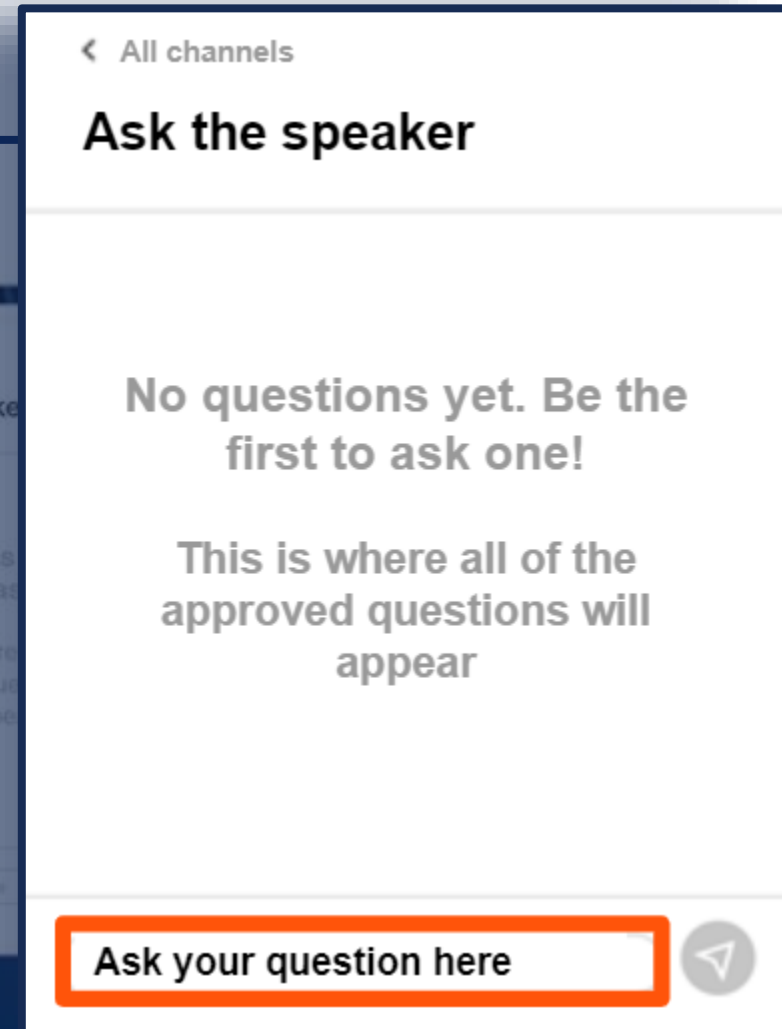 All channels
Ask the speaker
No questions yet. Be the
first to ask one!
This is where all of the
approved questions will
appear
Ask your question here